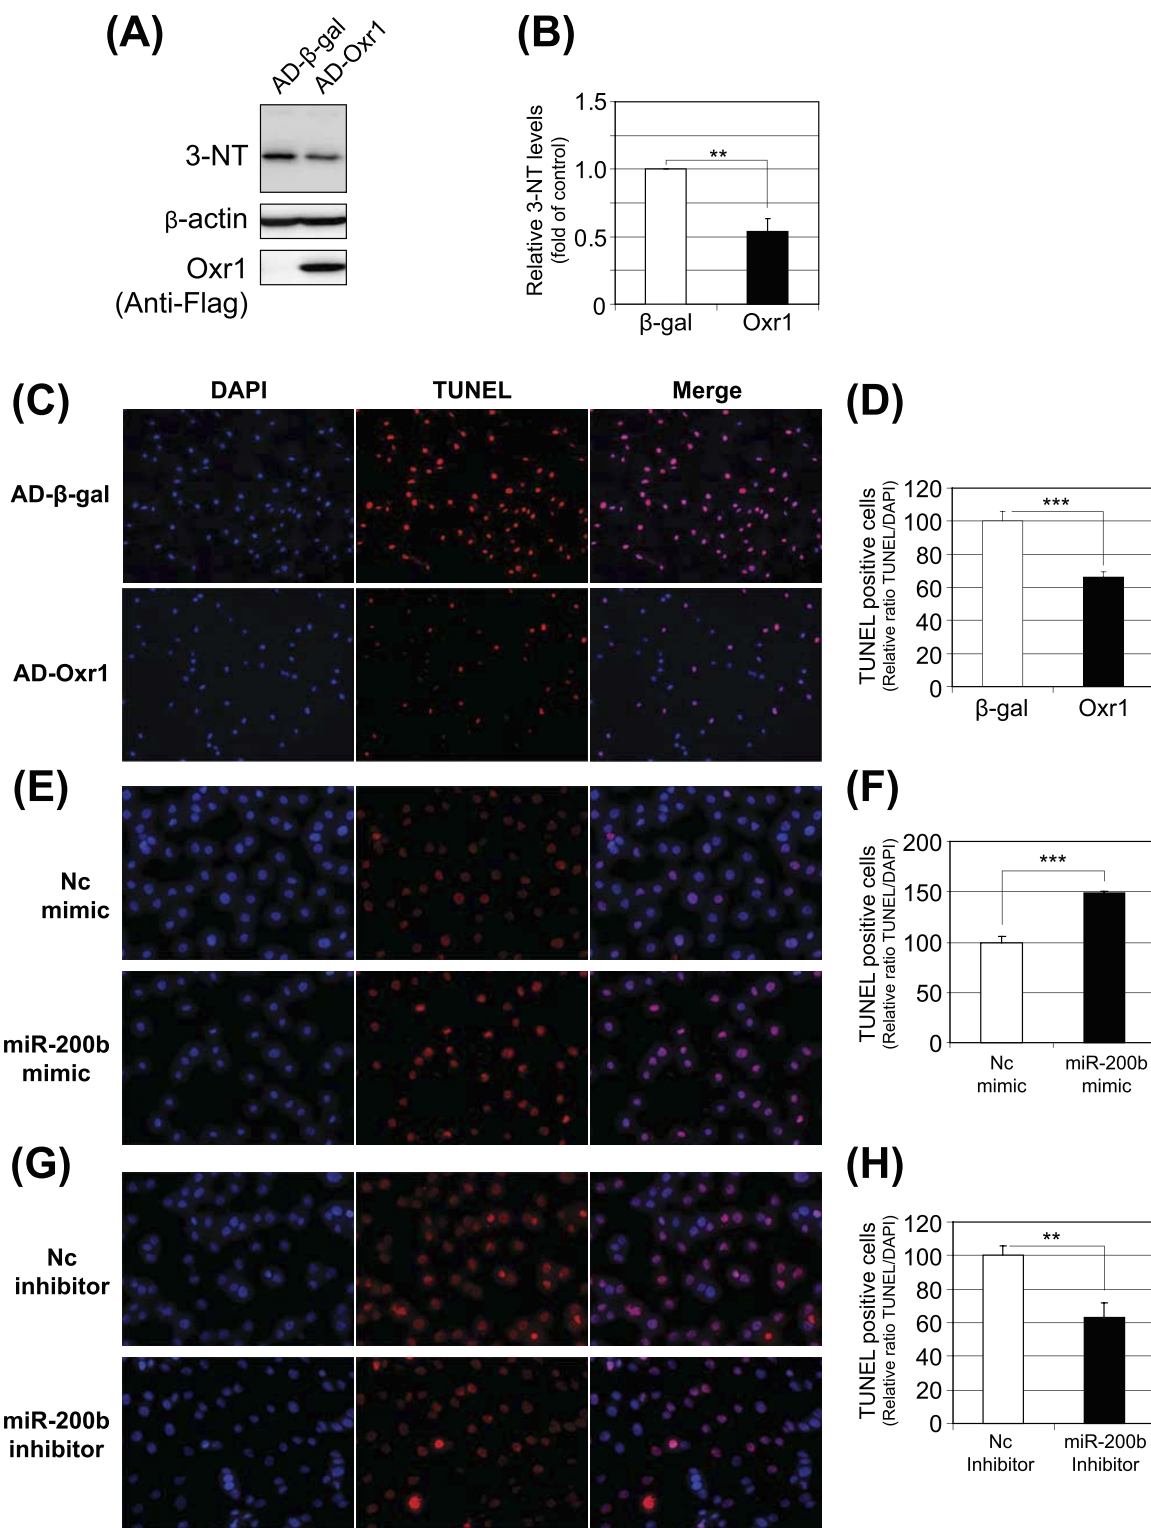 (A)
AD-β-gal
AD-Oxr1
3-NT
β-actin
Oxr1
(Anti-Flag)
(B)
Relative 3-NT levels
(fold of control)
1.5
1.0
0.5
0
**
β-gal
Oxr1
(C)
DAPI
TUNEL
Merge
AD-β-gal
AD-Oxr1
(D)
TUNEL positive cells
(Relative ratio TUNEL/DAPI)
120
100
80
60
40
20
0
***
β-gal
Oxr1
(E)
Nc
mimic
miR-200b
mimic
(F)
TUNEL positive cells
(Relative ratio TUNEL/DAPI)
200
150
100
50
0
***
Nc
mimic
miR-200b
mimic
(G)
Nc
inhibitor
miR-200b
inhibitor
(H)
TUNEL positive cells
(Relative ratio TUNEL/DAPI)
120
100
80
60
40
20
0
**
Nc
Inhibitor
miR-200b
Inhibitor